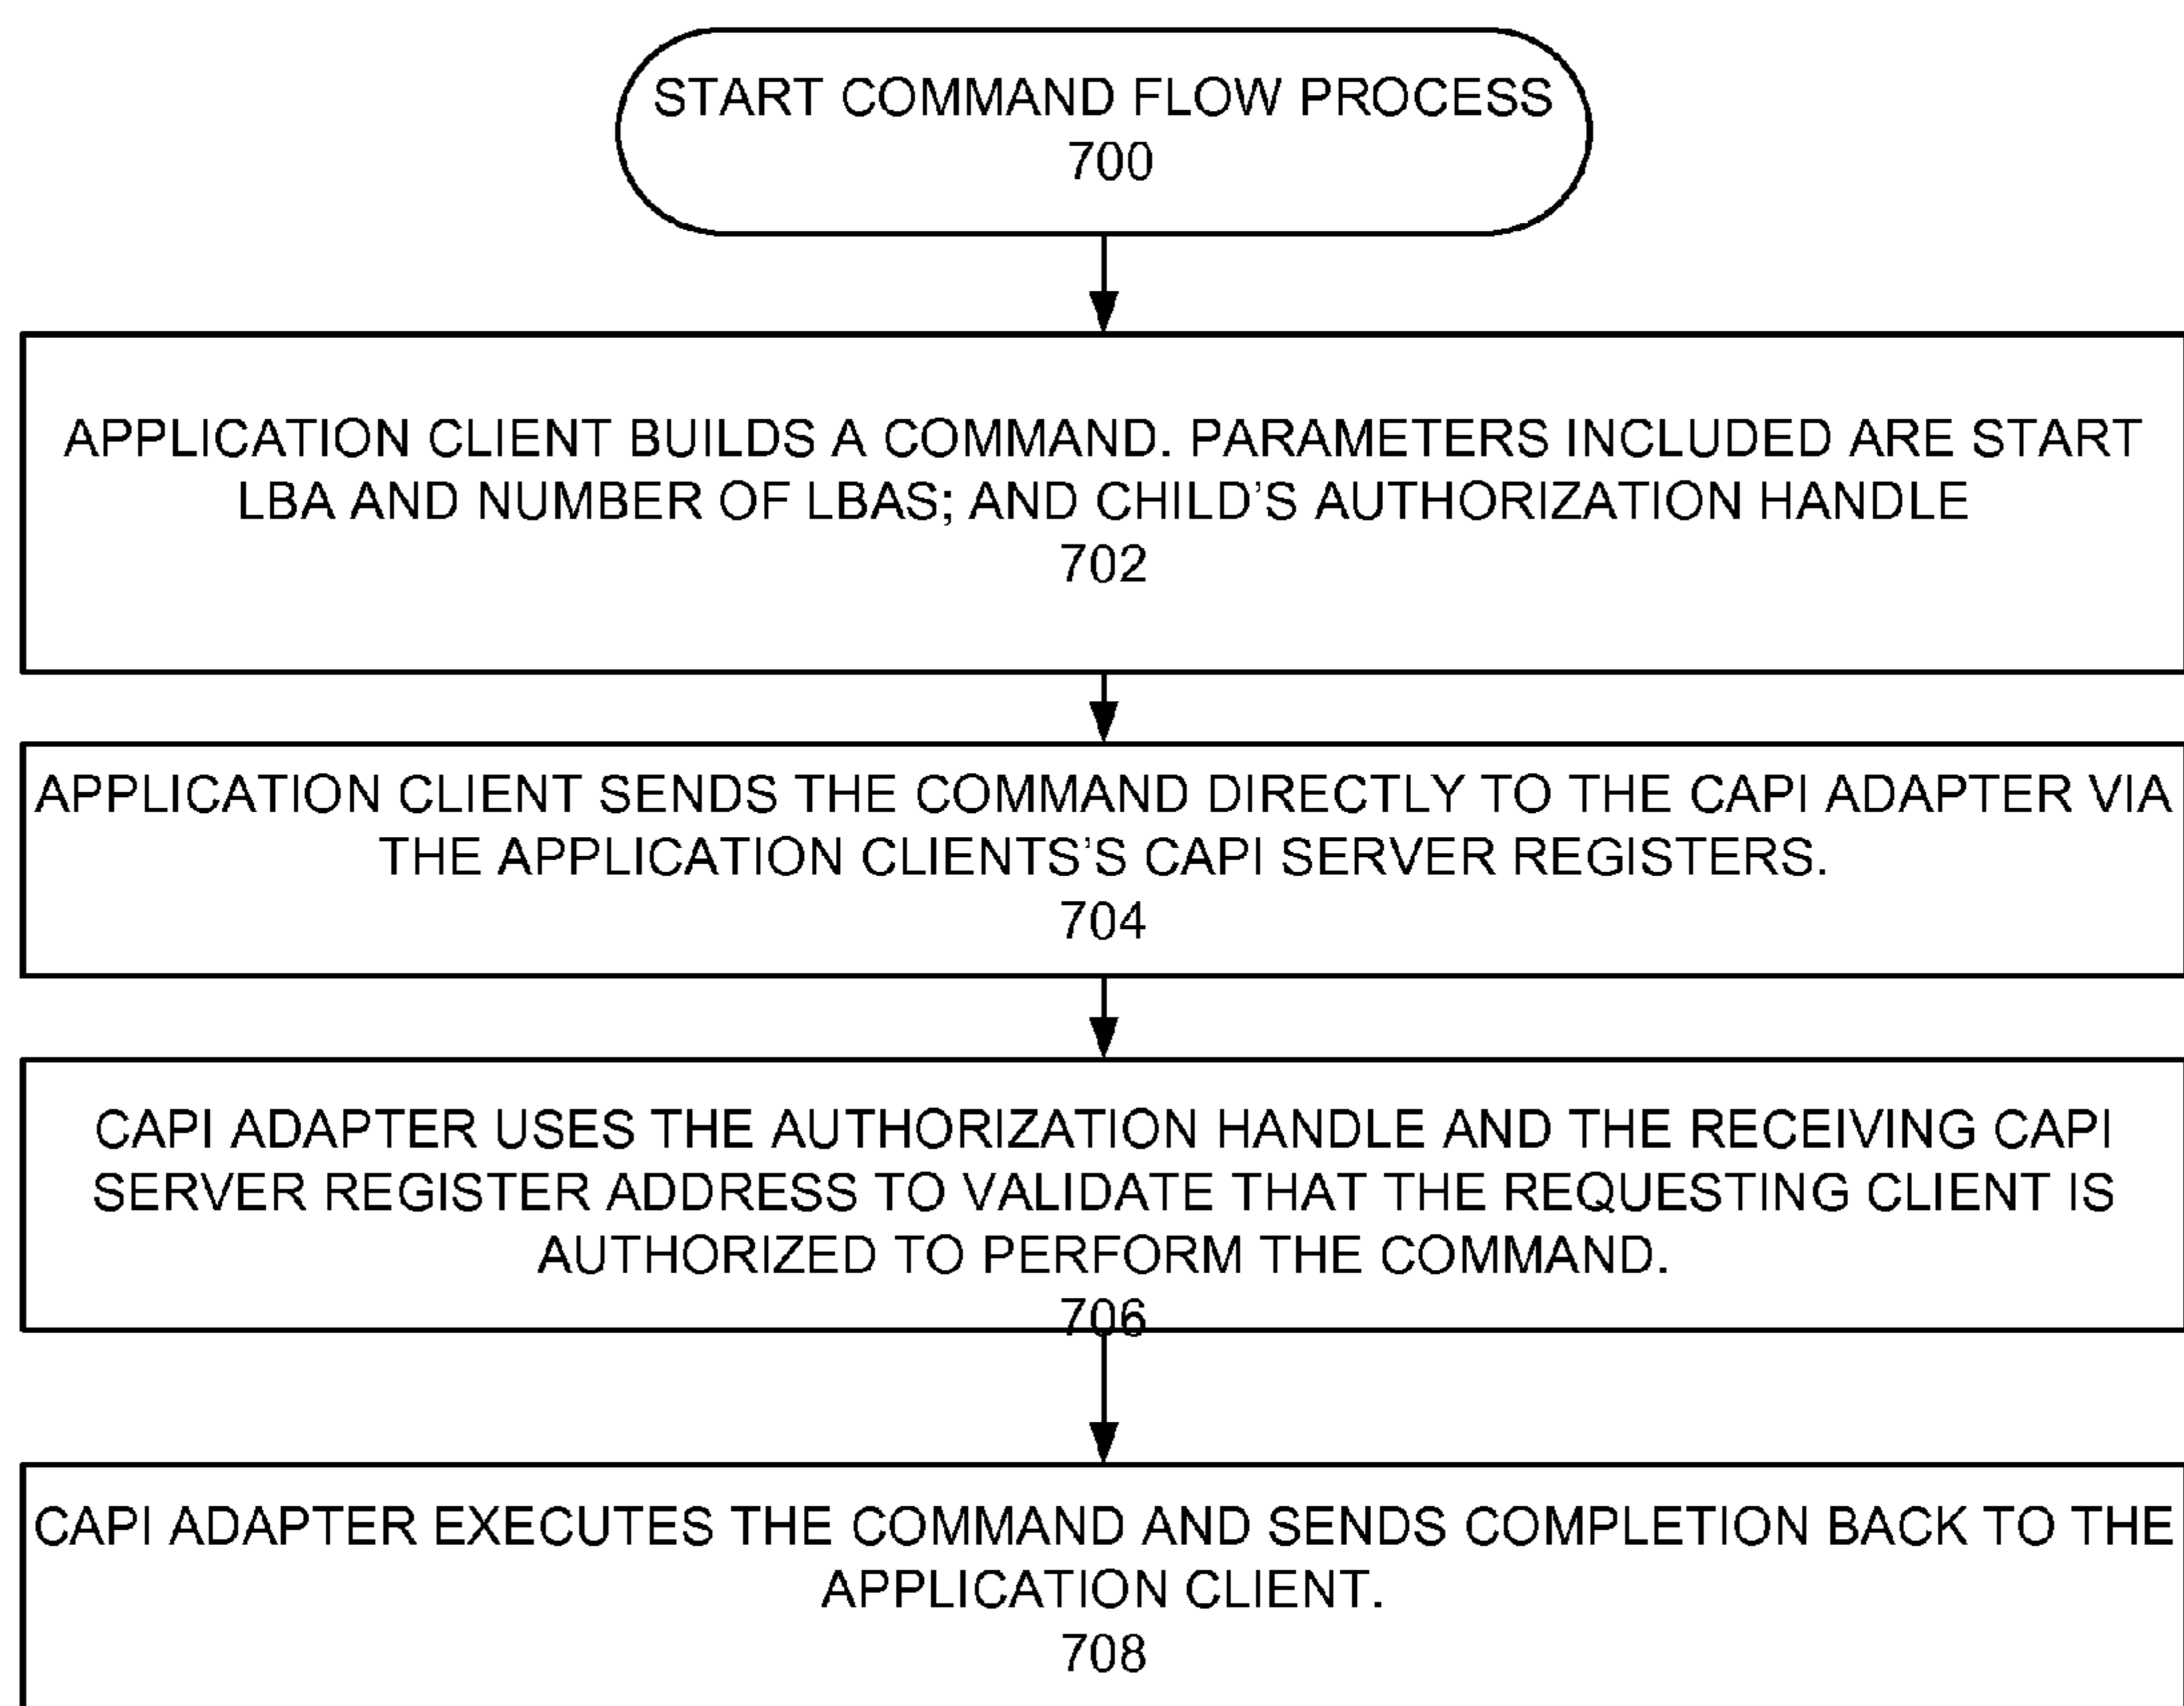 START COMMAND FLOW PROCESS
700
APPLICATION CLIENT BUILDS A COMMAND. PARAMETERS INCLUDED ARE START
LBA AND NUMBER OF LBAS; AND CHILD'S AUTHORIZATION HANDLE
702
APPLICATION CLIENT SENDS THE COMMAND DIRECTLY TO THE CAPI ADAPTER VIA
THE APPLICATION CLIENTS'S CAPI SERVER REGISTERS.
704
CAPI ADAPTER USES THE AUTHORIZATION HANDLE AND THE RECEIVING CAPI
SERVER REGISTER ADDRESS TO VALIDATE THAT THE REQUESTING CLIENT IS
AUTHORIZED TO PERFORM THE COMMAND.
706
CAPI ADAPTER EXECUTES THE COMMAND AND SENDS COMPLETION BACK TO THE
APPLICATION CLIENT.
708